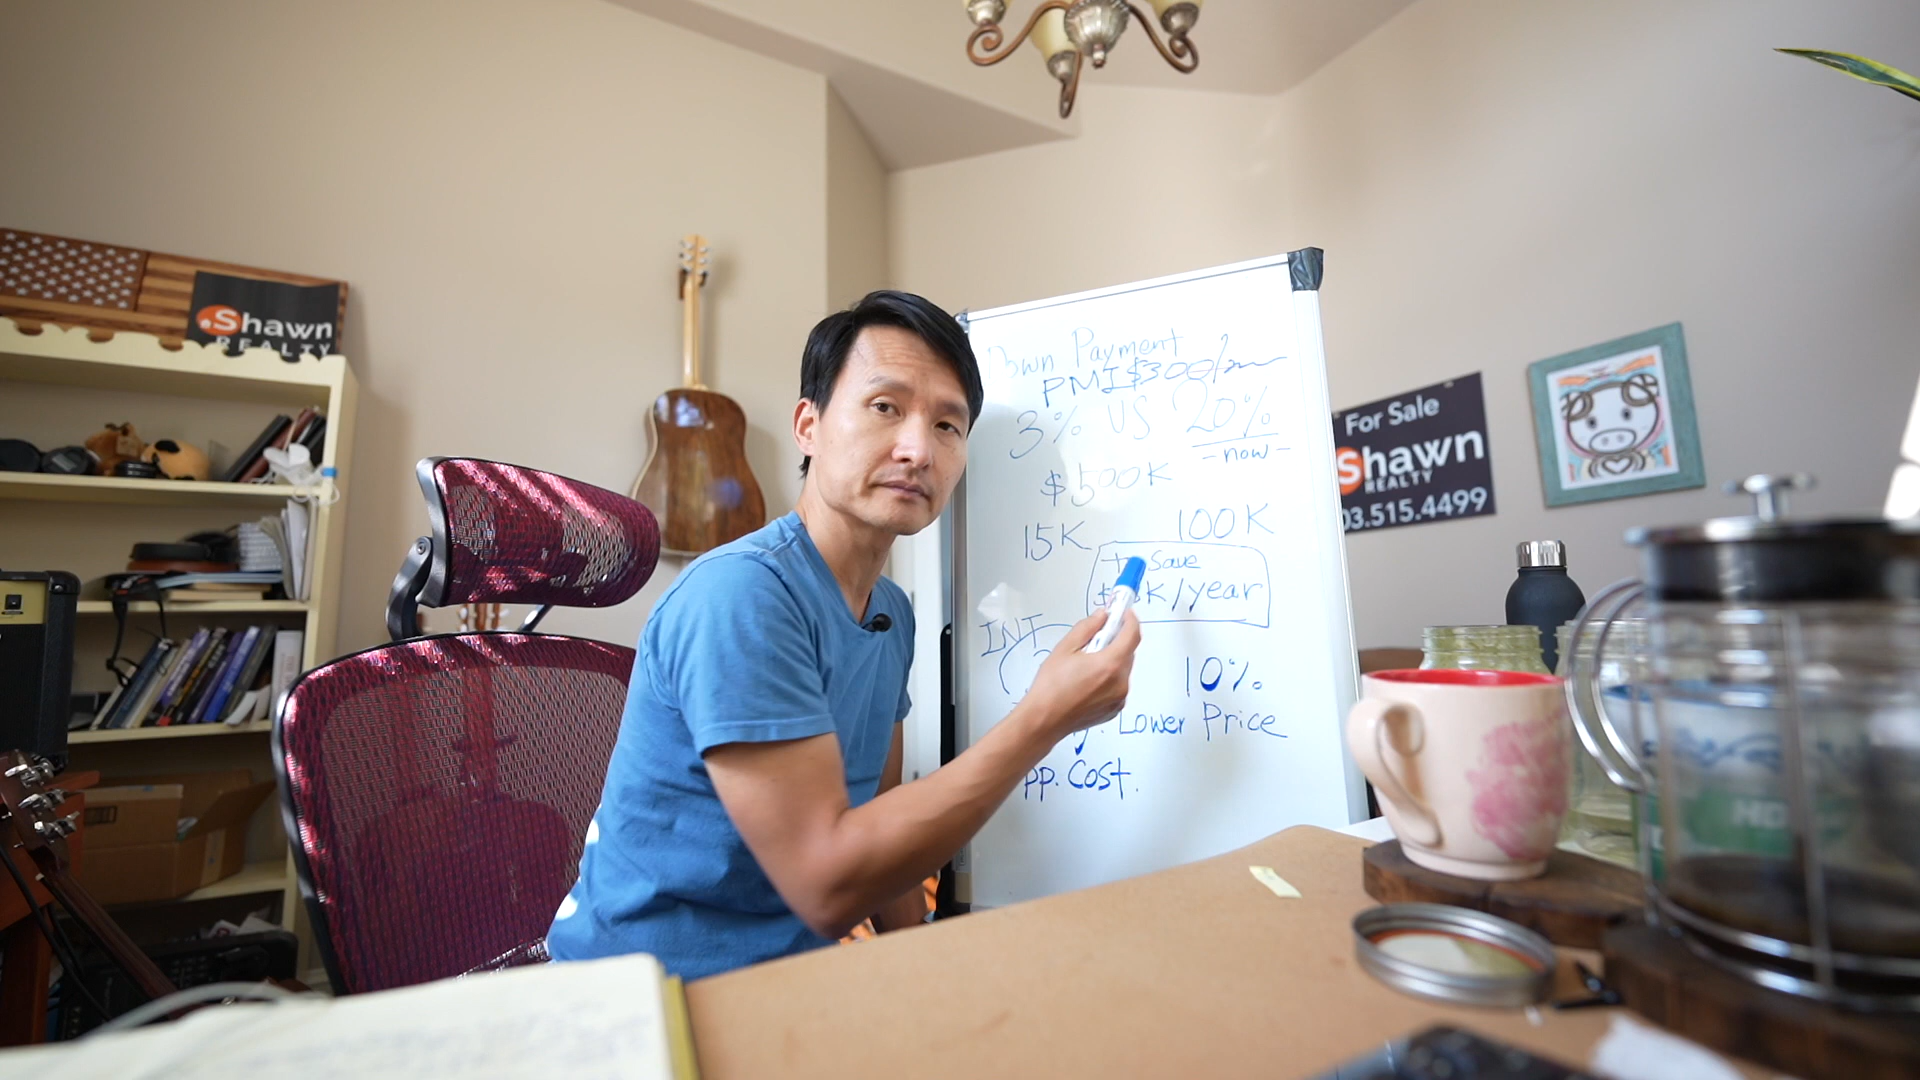 Shawn
REALTY
Down Payment
PMI $300/mo
3% VS 20%
- now -
$500K
15K 100K
Save
K/year
INT
10%
Lower Price
pp. Cost.
For Sale
Shawn
REALTY
03.515.4499